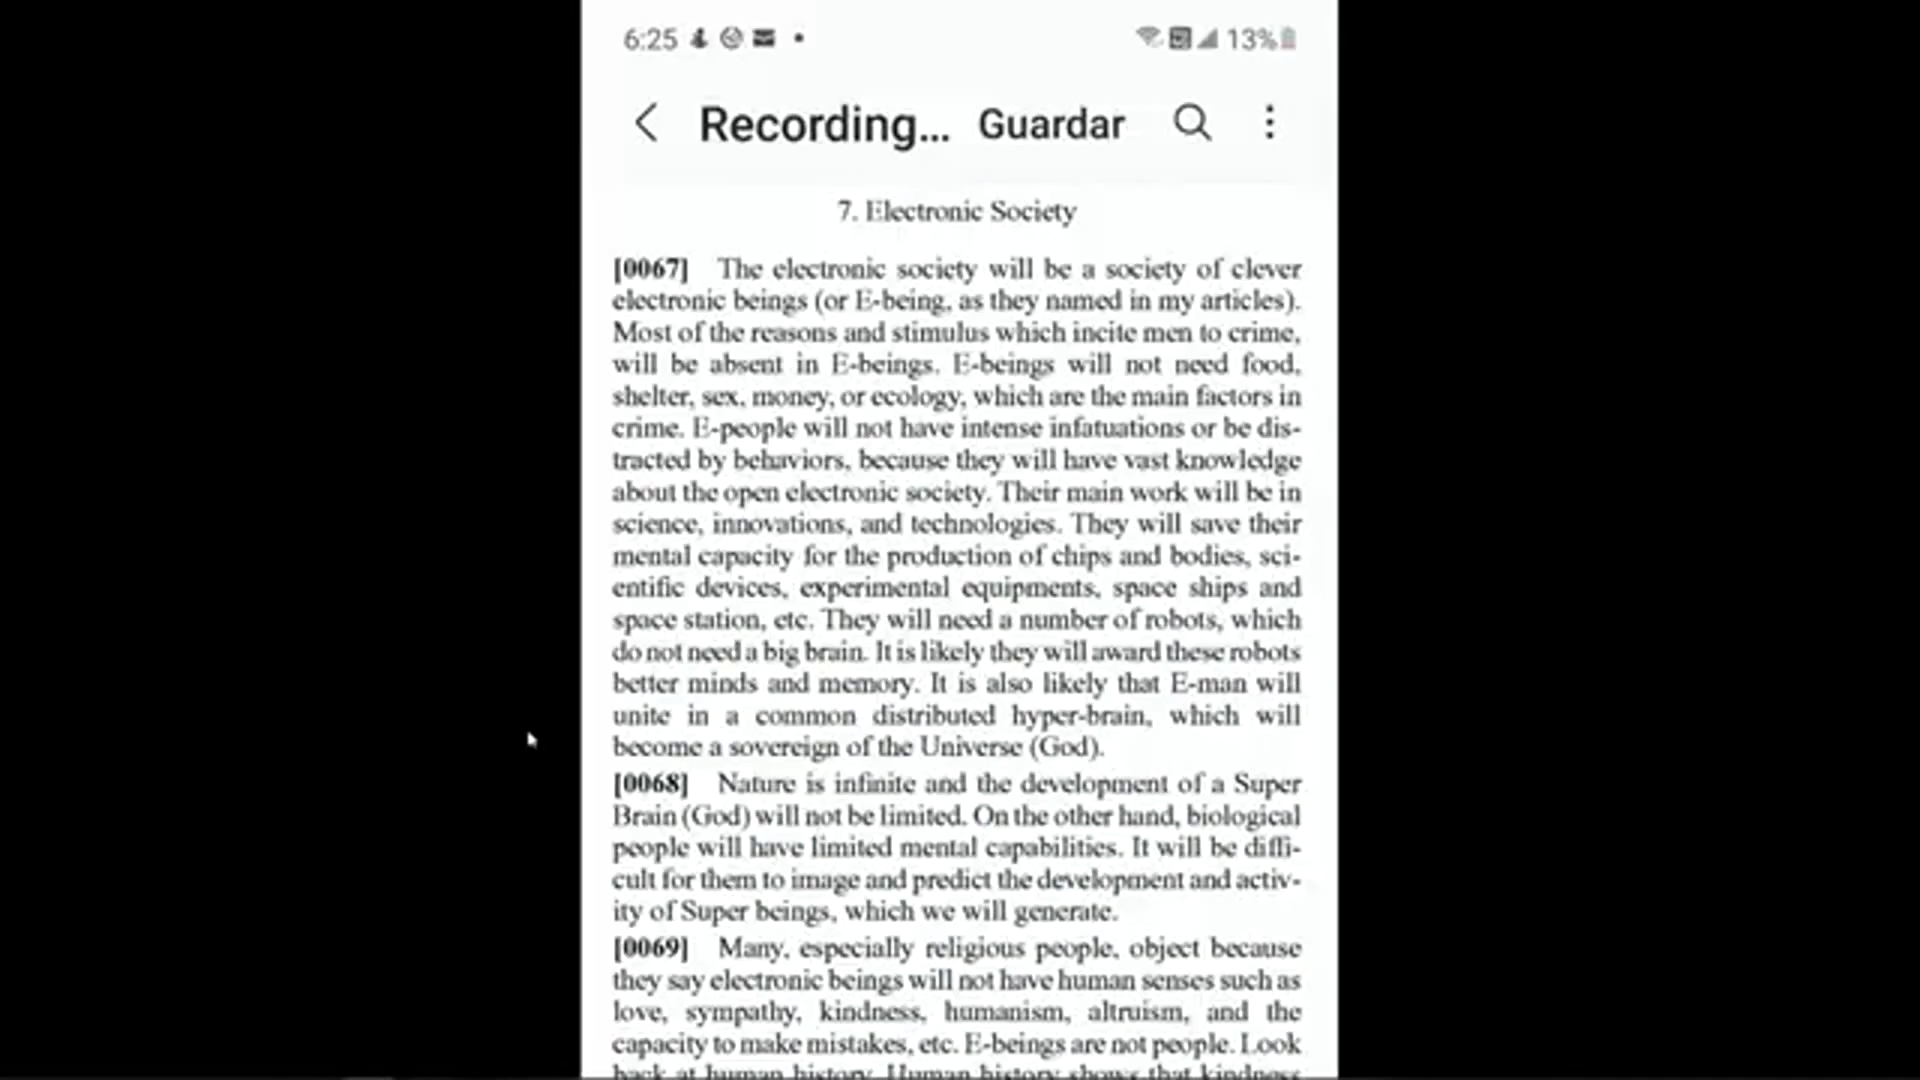 6:25
13%
Recording... Guardar
7. Electronic Society
[0067] The electronic society will be a society of clever
electronic beings (or E-being, as they named in my articles).
Most of the reasons and stimulus which incite men to crime,
will be absent in E-beings. E-beings will not need food,
shelter, sex, money, or ecology, which are the main factors in
crime. E-people will not have intense infatuations or be dis-
tracted by behaviors, because they will have vast knowledge
about the open electronic society. Their main work will be in
science, innovations, and technologies. They will save their
mental capacity for the production of chips and bodies, sci-
entific devices, experimental equipments, space ships and
space station, etc. They will need a number of robots, which
do not need a big brain. It is likely they will award these robots
better minds and memory. It is also likely that E-man will
unite in a common distributed hyper-brain, which will
become a sovereign of the Universe (God).
[0068] Nature is infinite and the development of a Super
Brain (God) will not be limited. On the other hand, biological
people will have limited mental capabilities. It will be diffi-
cult for them to image and predict the development and activ-
ity of Super beings, which we will generate.
[0069] Many, especially religious people, object because
they say electronic beings will not have human senses such as
love, sympathy, kindness, humanism, altruism, and the
capacity to make mistakes, etc. E-beings are not people. Look
back at human history. Human history shows that kindness